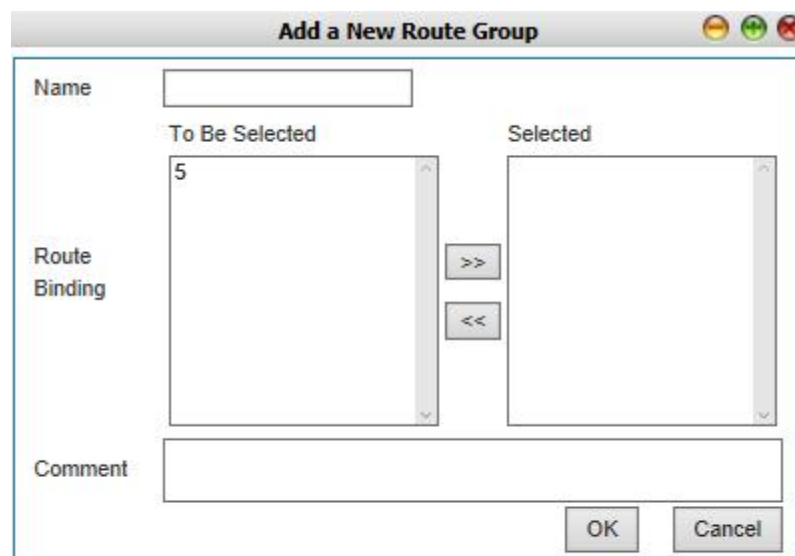 Add a New Route Group
Name
To Be Selected
Selected
5
Route
Binding
>>
<<
Comment
OK
Cancel